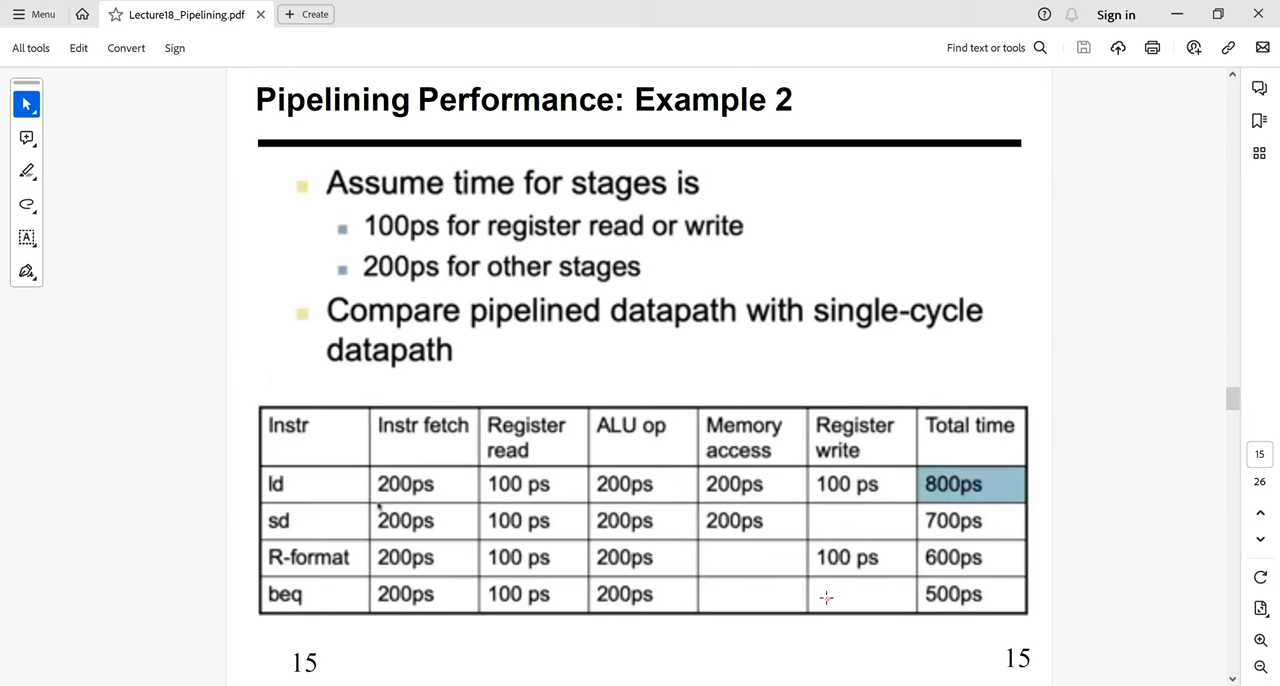 Menu
Lecture18_Pipelining.pdf
Create
Sign in
All tools Edit Convert Sign
Find text or tools
Pipelining Performance: Example 2
Assume time for stages is
100ps for register read or write
200ps for other stages
Compare pipelined datapath with single-cycle
datapath
Instr Instr fetch Register read ALU op Memory access Register write Total time
ld 200ps 100 ps 200ps 200ps 100 ps 800ps
sd 200ps 100 ps 200ps 200ps 700ps
R-format 200ps 100 ps 200ps 100 ps 600ps
beq 200ps 100 ps 200ps 500ps
15
15
15
26